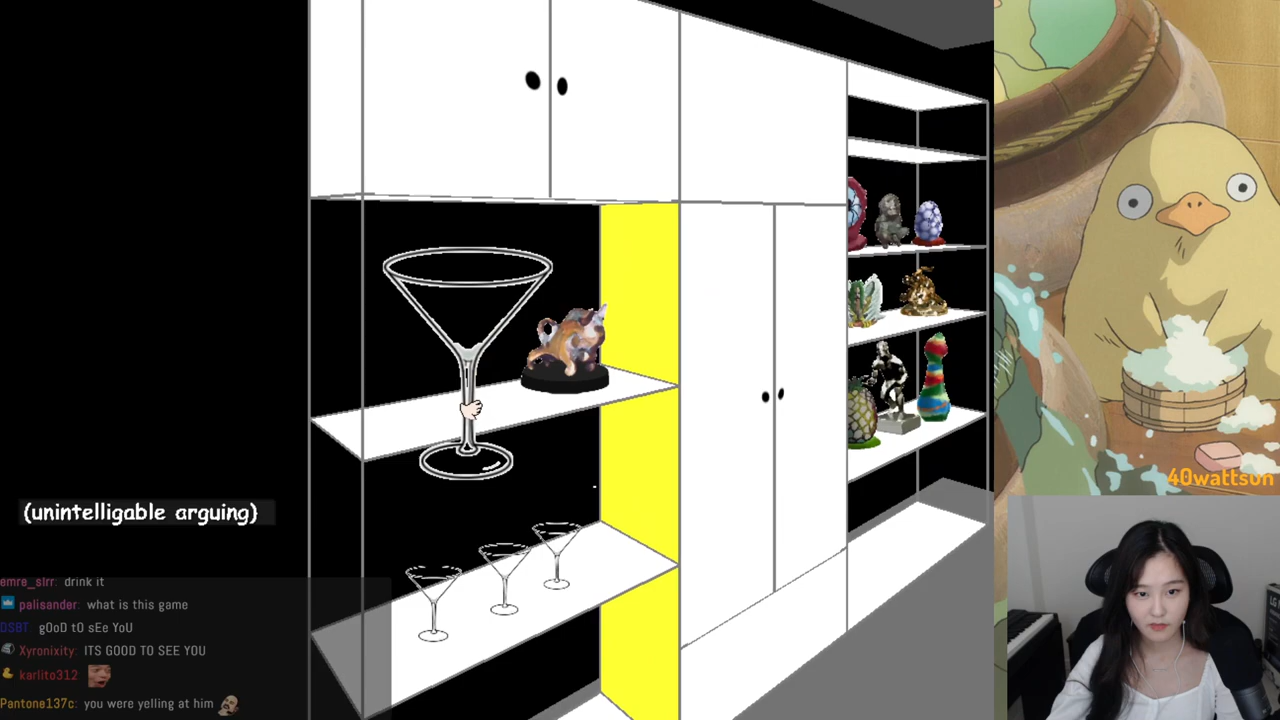 (unintelligable arguing)
emre_slrr: drink it
palisander: what is this game
DSBT: gOoD tO sEe YoU
Xyronixity: ITS GOOD TO SEE YOU
karlito312
Pantone137c: you were yelling at him
40wattsun